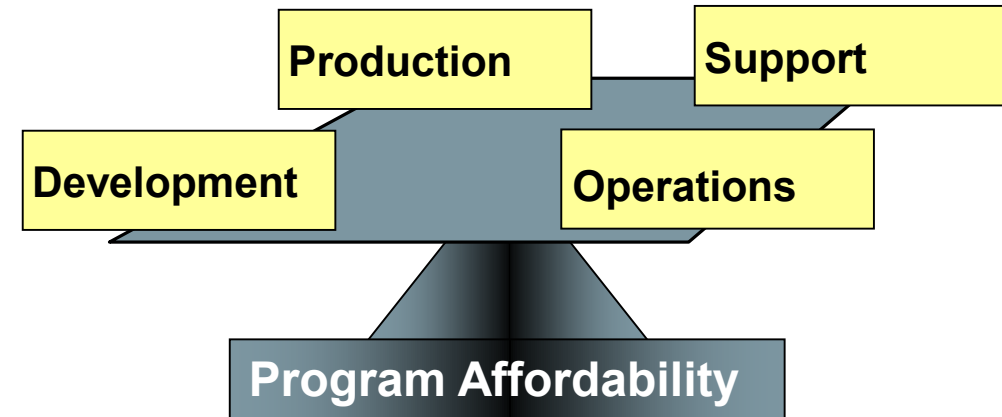 Production
Support
Development
Operations
Program Affordability